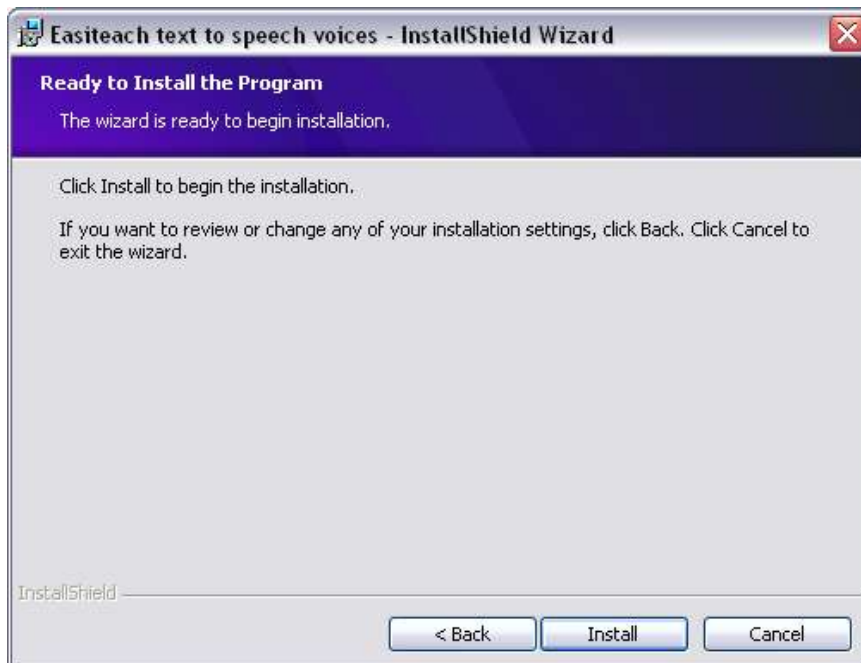 Easiteach text to speech voices - InstallShield Wizard
Ready to Install the Program
The wizard is ready to begin installation.
Click Install to begin the installation.
If you want to review or change any of your installation settings, click Back. Click Cancel to
exit the wizard.
InstallShield
< Back Install Cancel